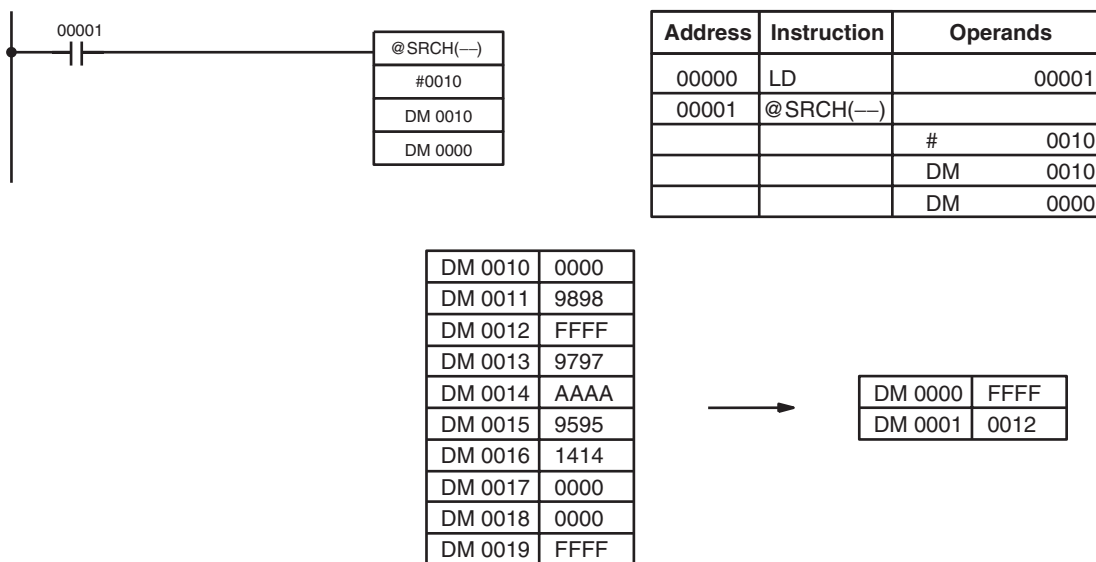 00001
@SRCH(––)
#0010
DM 0010
DM 0000
Address Instruction Operands
00000 LD 00001
00001 @SRCH(––)
# 0010
DM 0010
DM 0000
DM 0010 0000
DM 0011 9898
DM 0012 FFFF
DM 0013 9797
DM 0014 AAAA
DM 0015 9595
DM 0016 1414
DM 0017 0000
DM 0018 0000
DM 0019 FFFF
DM 0000 FFFF
DM 0001 0012